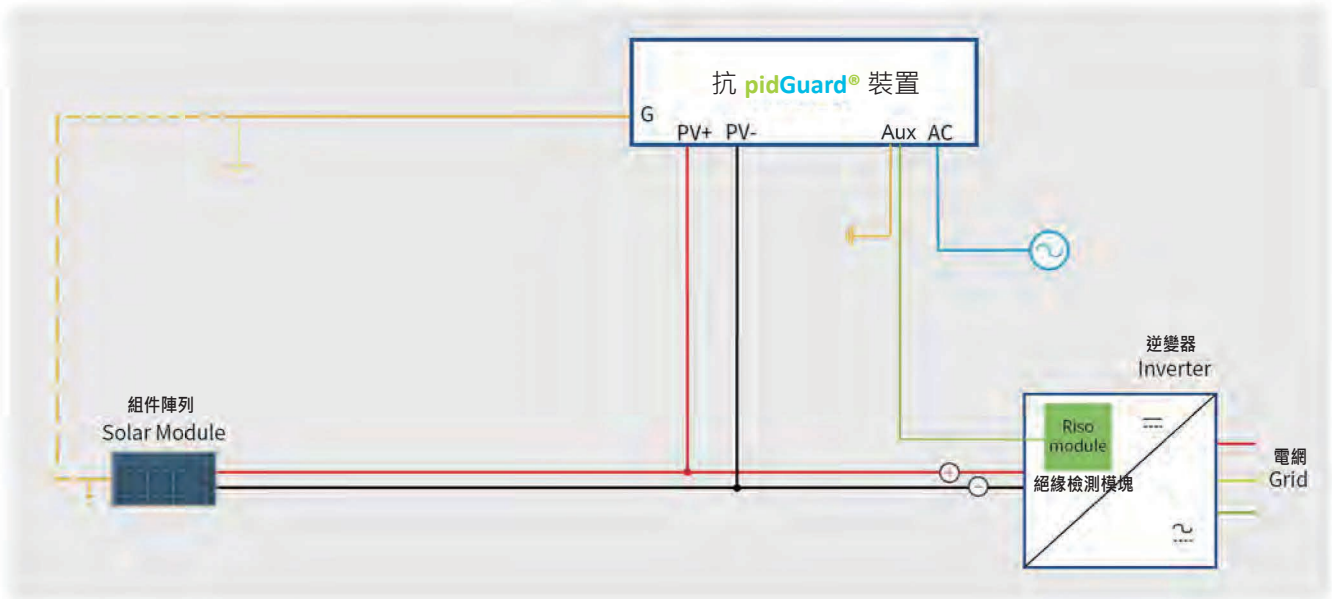 抗 pidGuard® 裝置
G
PV+ PV- Aux AC
逆變器
Inverter
組件陣列
Solar Module
Riso
module
絕緣檢測模塊
+
−
電網
Grid